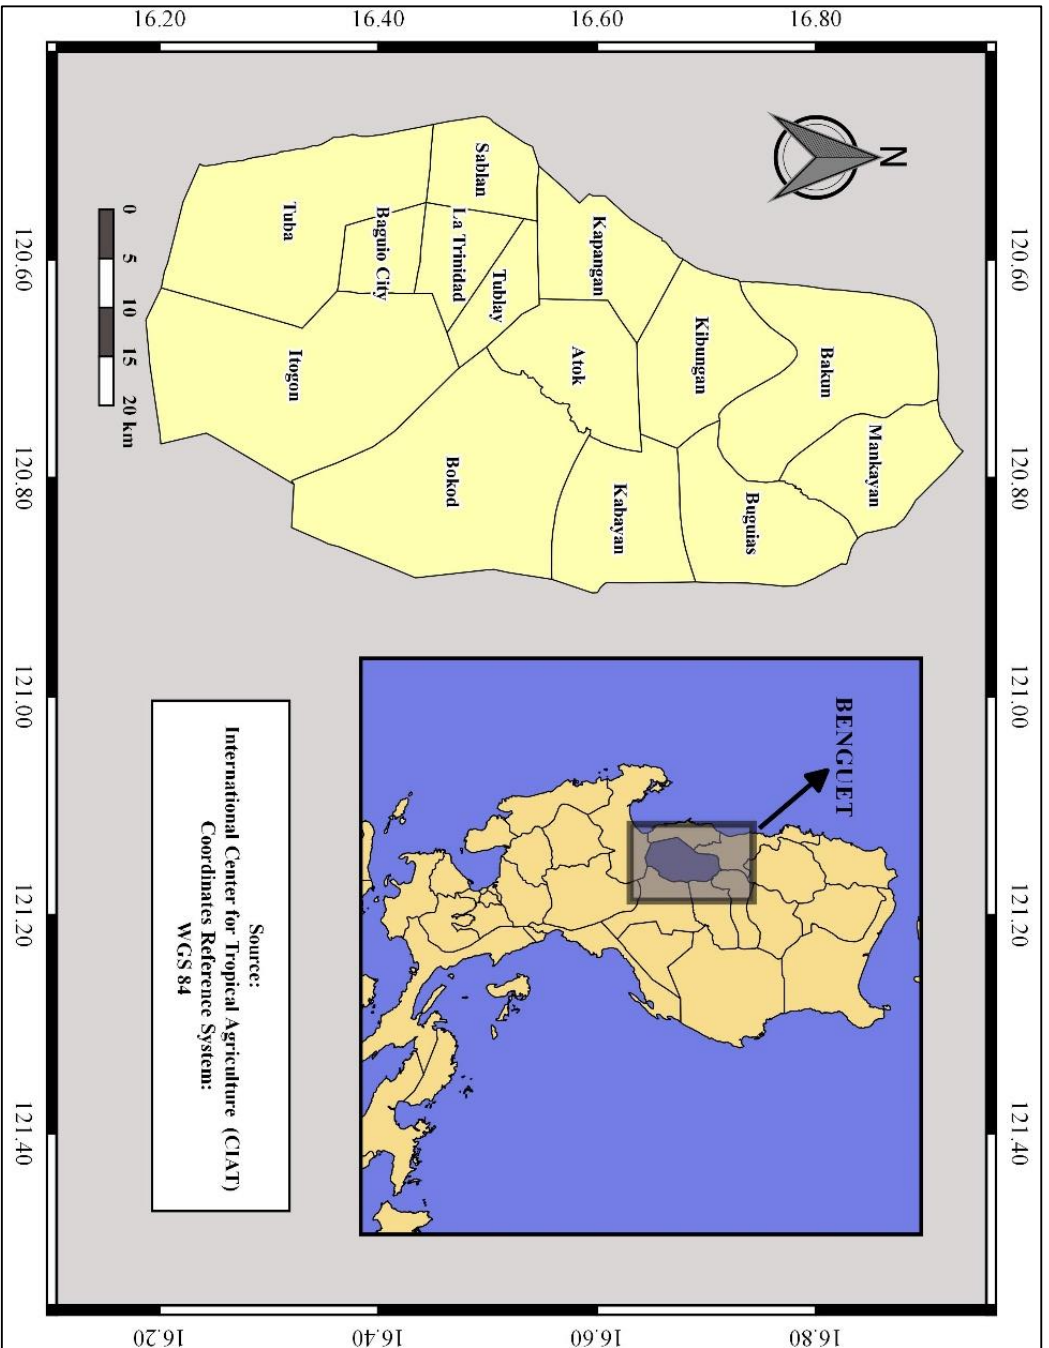 120.60
120.80
121.00
121.20
121.40
16.80
16.80
16.60
16.60
16.40
16.40
16.20
16.20
N
Mankayan
Bakun
Buguias
Kibungan
Kabayan
Kapangan
Atok
Sablan
Tublay
La Trinidad
Bokod
Baguio City
Tuba
Itogon
0 5 10 15 20 km
BENGUET
Source:
International Center for Tropical Agriculture (CIAT)
Coordinates Reference System:
WGS 84
120.60
120.80
121.00
121.20
121.40